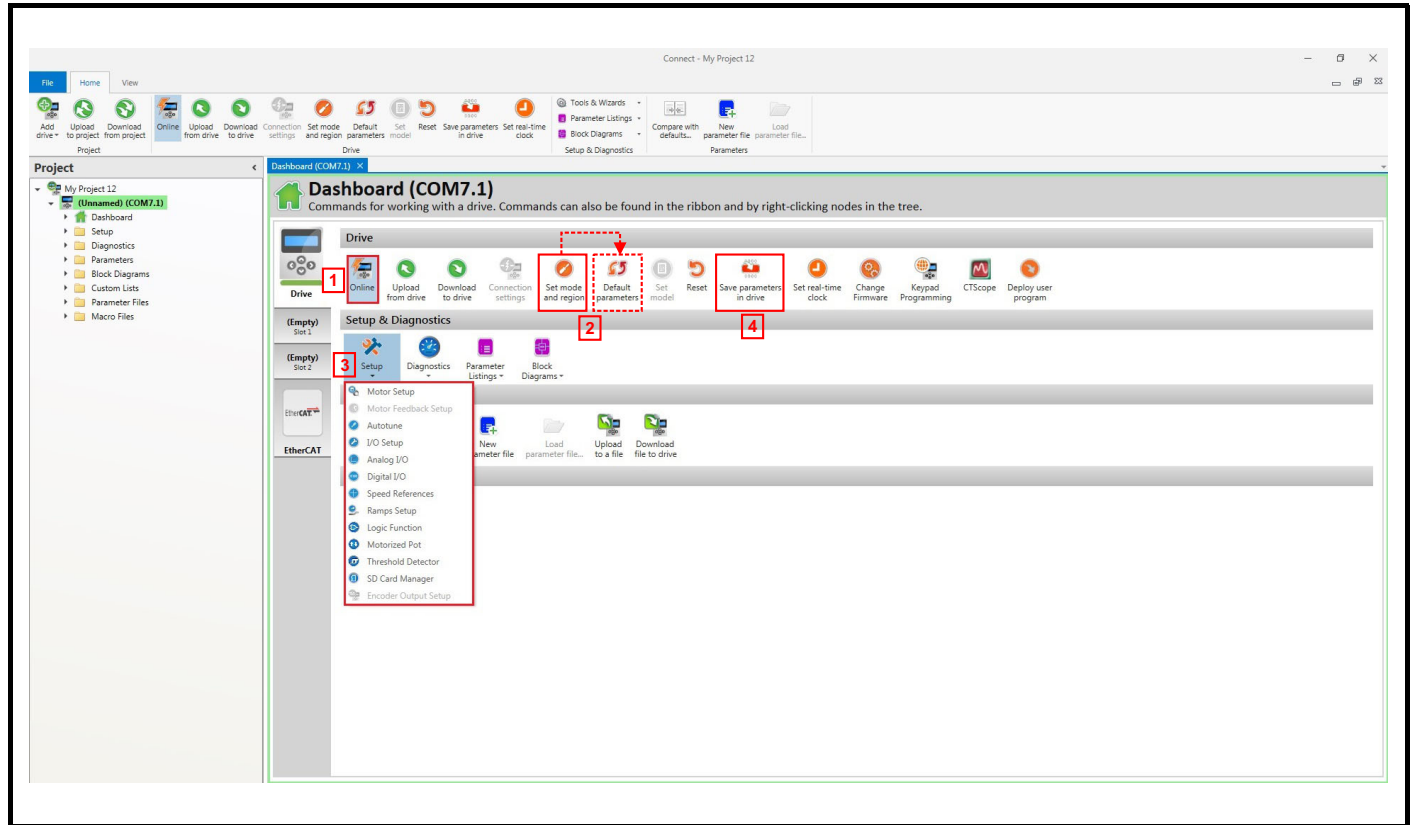 Connect - My Project 12
File Home View
Add drive
Upload to project
Download from project
Online
Upload from drive
Download to drive
Connection settings
Set mode and region
Default parameters
Set model
Reset
Save parameters in drive
Set real-time clock
Tools & Wizards
Parameter Listings
Block Diagrams
Compare with defaults...
New parameter file
Load parameter file...
Project
Drive
Setup & Diagnostics
Parameters
Project
My Project 12
(Unnamed) (COM7.1)
Dashboard
Setup
Diagnostics
Parameters
Block Diagrams
Custom Lists
Parameter Files
Macro Files
Dashboard (COM7.1)
Dashboard (COM7.1)
Commands for working with a drive. Commands can also be found in the ribbon and by right-clicking nodes in the tree.
Drive
(Empty)
Slot 1
(Empty)
Slot 2
EtherCAT
EtherCAT
Drive
1
Online
Upload from drive
Download to drive
Connection settings
Set mode and region
Default parameters
Set model
Reset
Save parameters in drive
Set real-time clock
Change Firmware
Keypad Programming
CTScope
Deploy user program
2
4
Setup & Diagnostics
3
Setup
Diagnostics
Parameter Listings
Block Diagrams
Motor Setup
Motor Feedback Setup
Autotune
I/O Setup
Analog I/O
Digital I/O
Speed References
Ramps Setup
Logic Function
Motorized Pot
Threshold Detector
SD Card Manager
Encoder Output Setup
New
ameter file
Load parameter file...
Upload to a file
Download file to drive